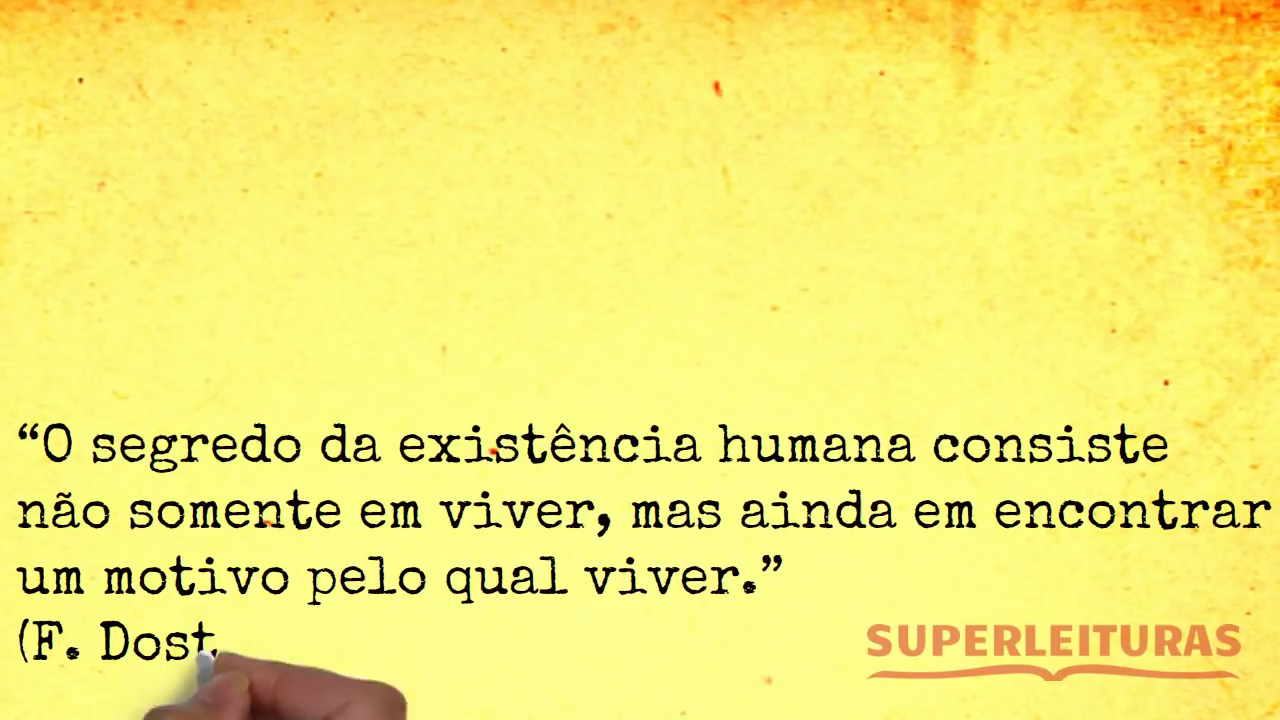 “O segredo da existência humana consiste
não somente em viver, mas ainda em encontrar
um motivo pelo qual viver.”
(F. Dost
SUPERLEITURAS